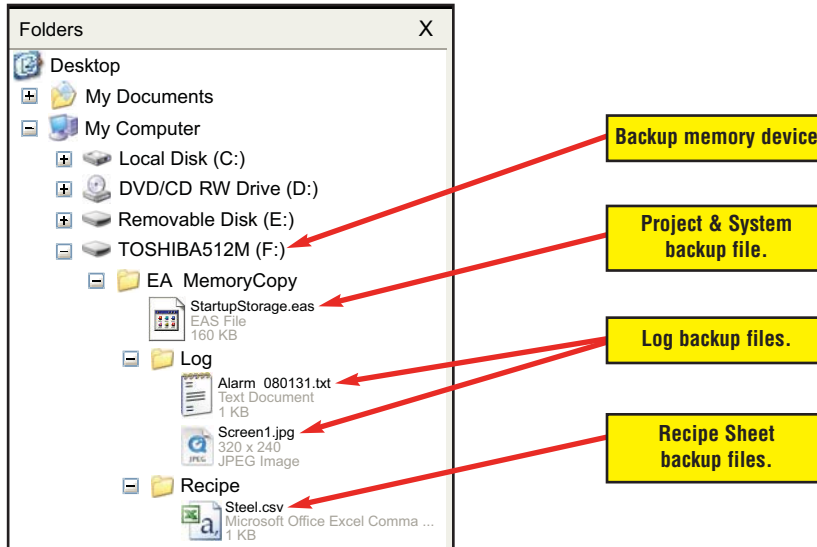 Folders X
Desktop
My Documents
My Computer
Local Disk (C:)
DVD/CD RW Drive (D:)
Removable Disk (E:)
TOSHIBA512M (F:)
EA MemoryCopy
StartupStorage.eas
EAS File
160 KB
Log
Alarm 080131.txt
Text Document
1 KB
Screen1.jpg
320 x 240
JPEG Image
Recipe
Steel.csv
Microsoft Office Excel Comma ...
1 KB
Backup memory device
Project & System
backup file.
Log backup files.
Recipe Sheet
backup files.